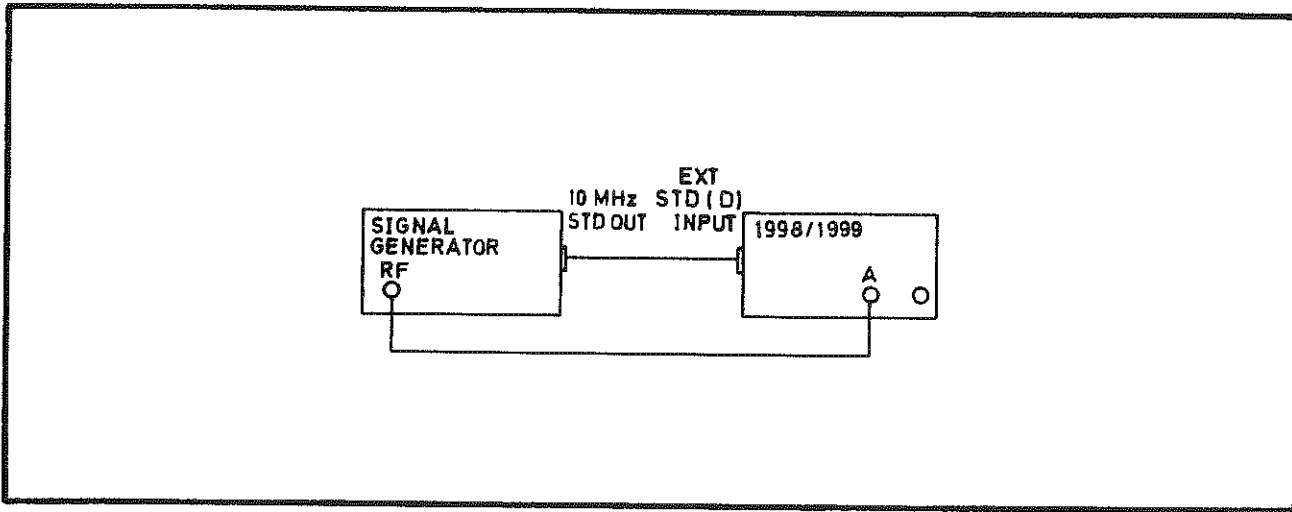 EXT
10 MHz STD (D)
STD OUT INPUT
SIGNAL
GENERATOR
RF
1998/1999
A